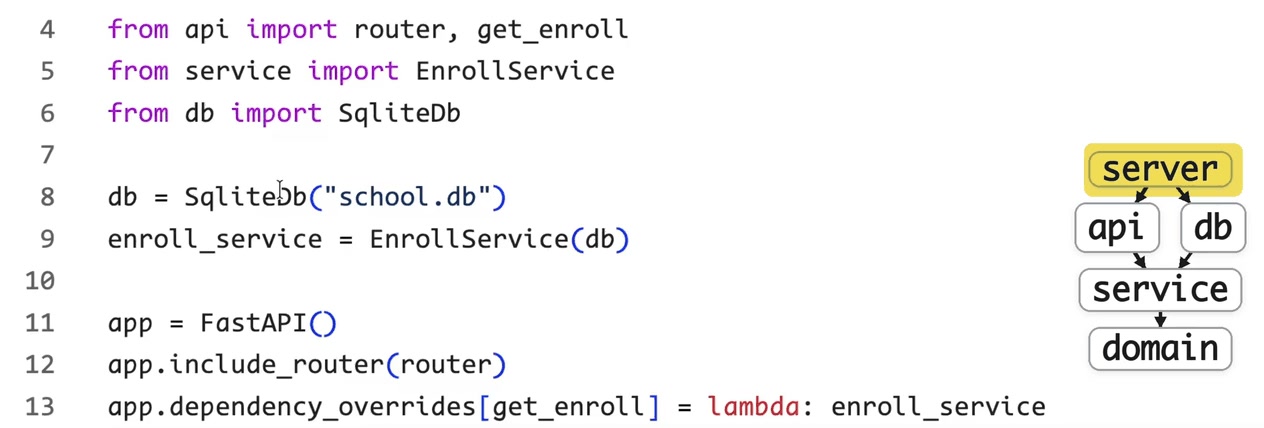 4 from api import router, get_enroll
5 from service import EnrollService
6 from db import SqliteDb
7
8 db = SqliteDb("school.db")
9 enroll_service = EnrollService(db)
10
11 app = FastAPI()
12 app.include_router(router)
13 app.dependency_overrides[get_enroll] = lambda: enroll_service
server
api db
service
domain